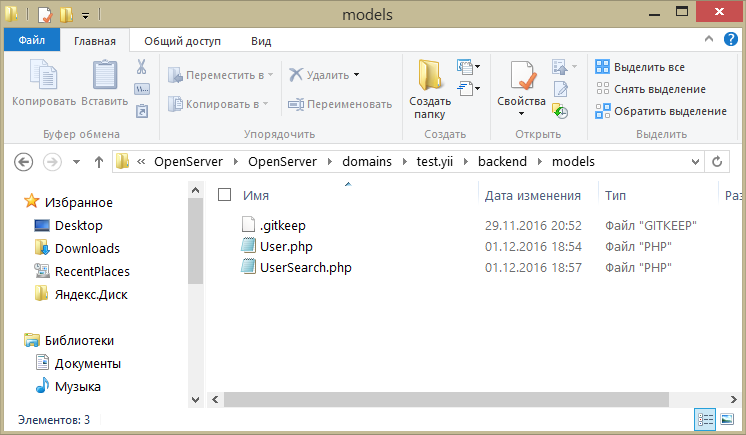 models
Файл Главная Общий доступ Вид
Копировать Вставить Переместить в Копировать в Удалить Переименовать Создать папку Свойства Выделить все Снять выделение Обратить выделение
Буфер обмена Упорядочить Создать Открыть Выделить
« OpenServer OpenServer domains test.yii backend models
Избранное
Desktop
Downloads
RecentPlaces
Яндекс.Диск
Библиотеки
Документы
Музыка
Имя Дата изменения Тип Раз
.gitkeep 29.11.2016 20:52 Файл "GITKEEP"
User.php 01.12.2016 18:54 Файл "PHP"
UserSearch.php 01.12.2016 18:57 Файл "PHP"
Элементов: 3